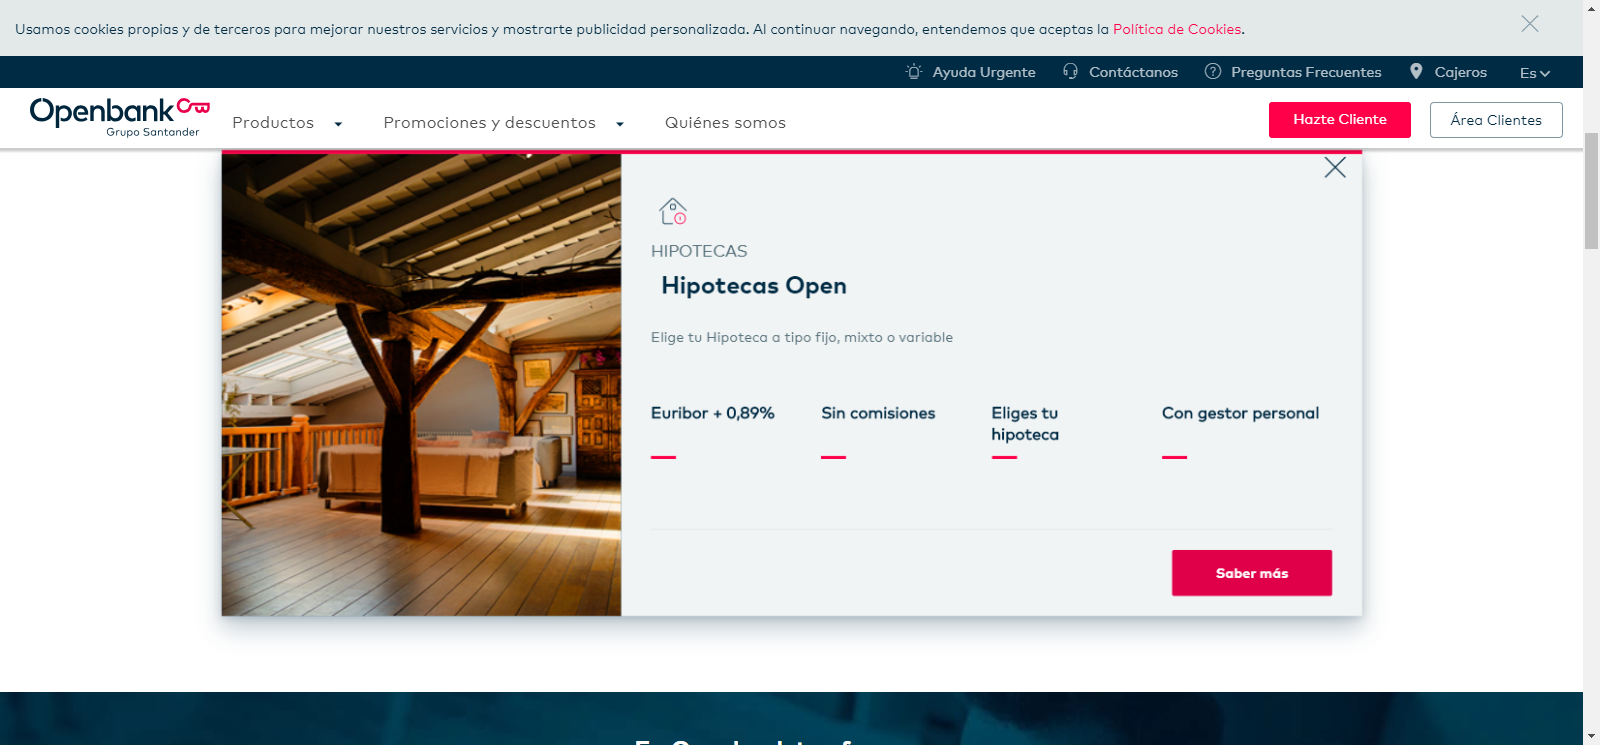 Usamos cookies propias y de terceros para mejorar nuestros servicios y mostrarte publicidad personalizada. Al continuar navegando, entendemos que aceptas la Política de Cookies.
Ayuda Urgente Contáctanos Preguntas Frecuentes Cajeros Es
Openbank
Grupo Santander
Productos Promociones y descuentos Quiénes somos
Hazte Cliente Área Clientes
HIPOTECAS
Hipotecas Open
Elige tu Hipoteca a tipo fijo, mixto o variable
Euribor + 0,89%
Sin comisiones
Eliges tu
hipoteca
Con gestor personal
Saber más